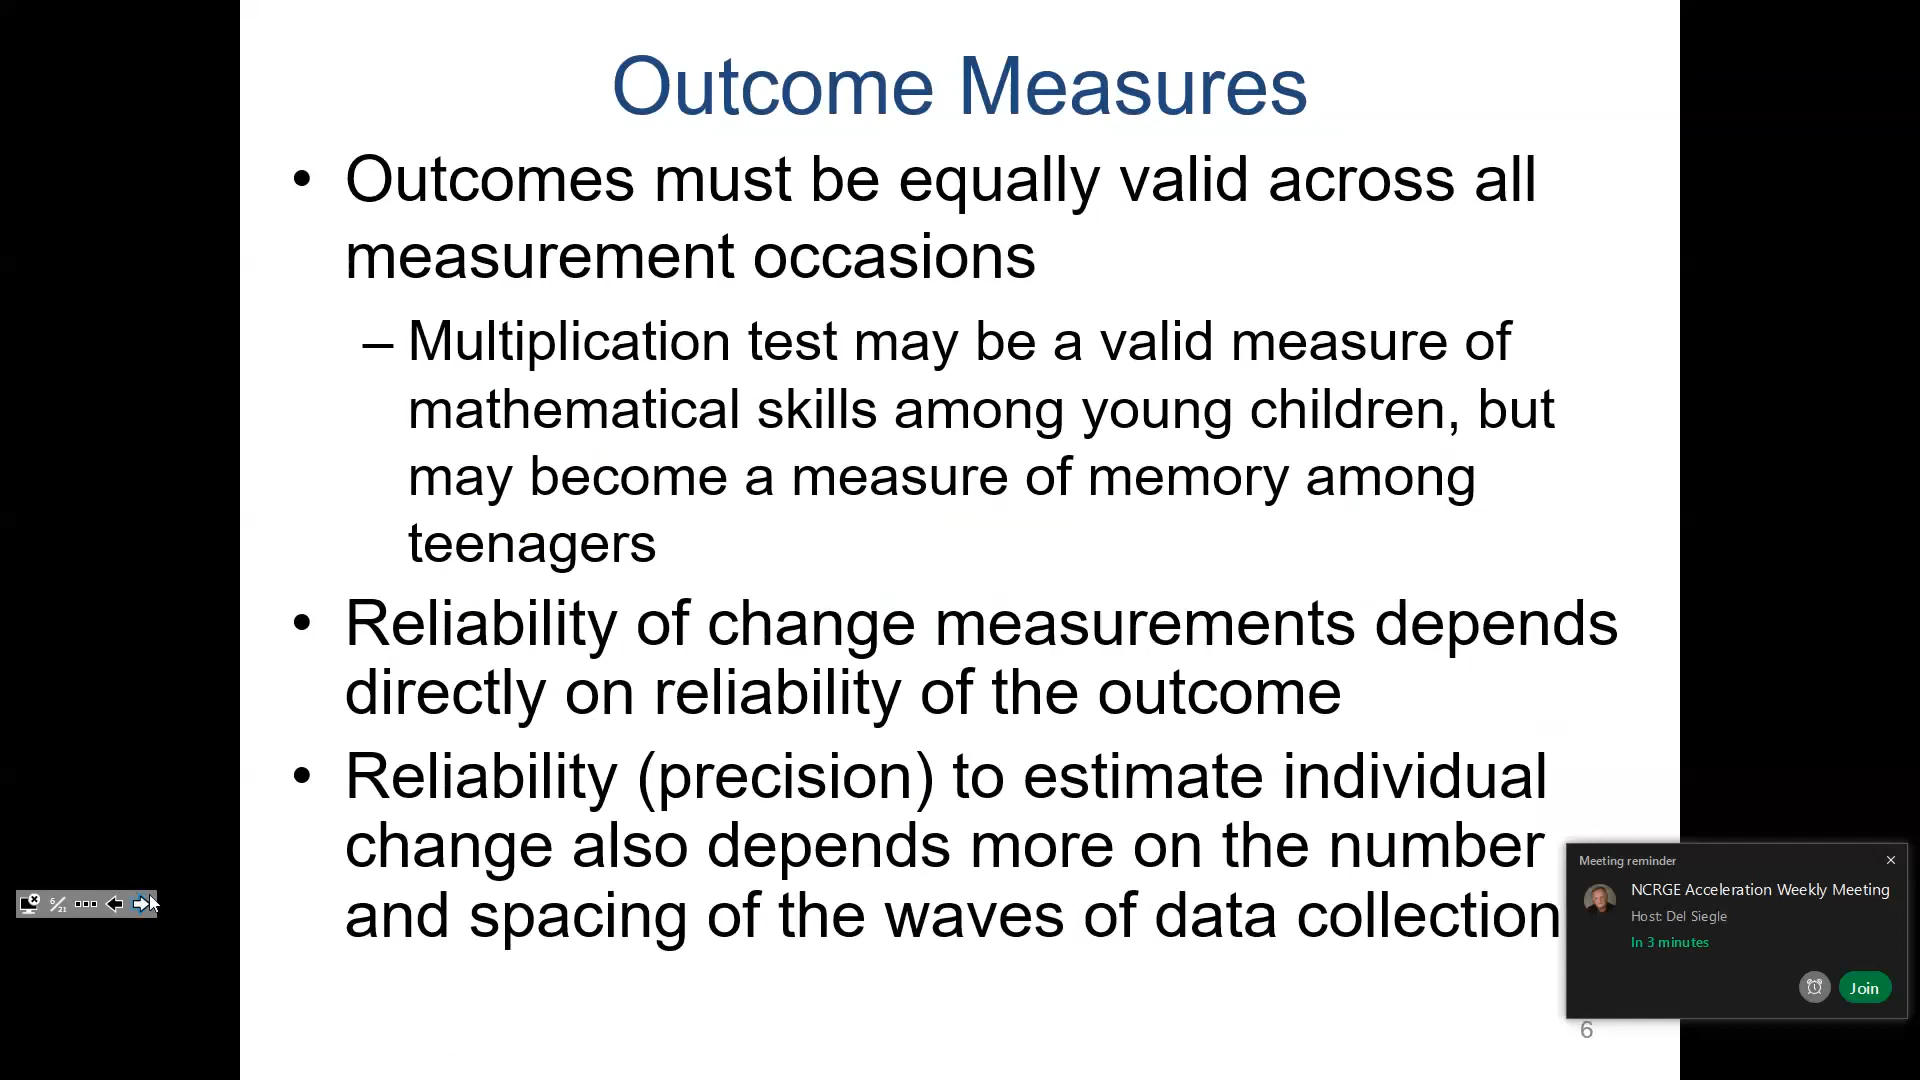 Outcome Measures
• Outcomes must be equally valid across all
measurement occasions
– Multiplication test may be a valid measure of
mathematical skills among young children, but
may become a measure of memory among
teenagers
• Reliability of change measurements depends
directly on reliability of the outcome
• Reliability (precision) to estimate individual
change also depends more on the number
and spacing of the waves of data collection
Meeting reminder
NCRGE Acceleration Weekly Meeting
Host: Del Siegle
In 3 minutes
Join
6/21
6